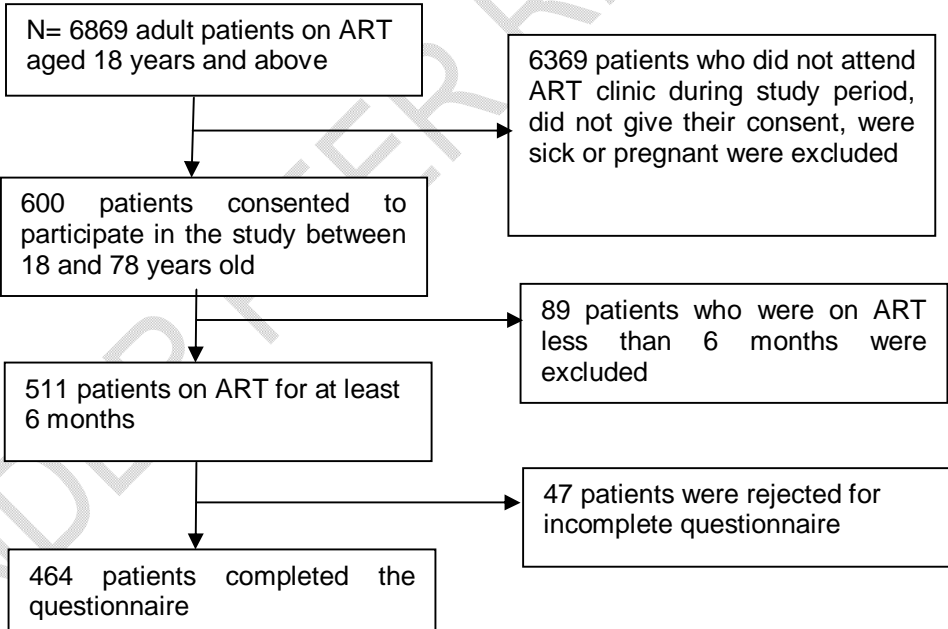 N= 6869 adult patients on ART
aged 18 years and above
6369 patients who did not attend
ART clinic during study period,
did not give their consent, were
sick or pregnant were excluded
600 patients consented to
participate in the study between
18 and 78 years old
89 patients who were on ART
less than 6 months were
excluded
511 patients on ART for at least
6 months
47 patients were rejected for
incomplete questionnaire
464 patients completed the
questionnaire